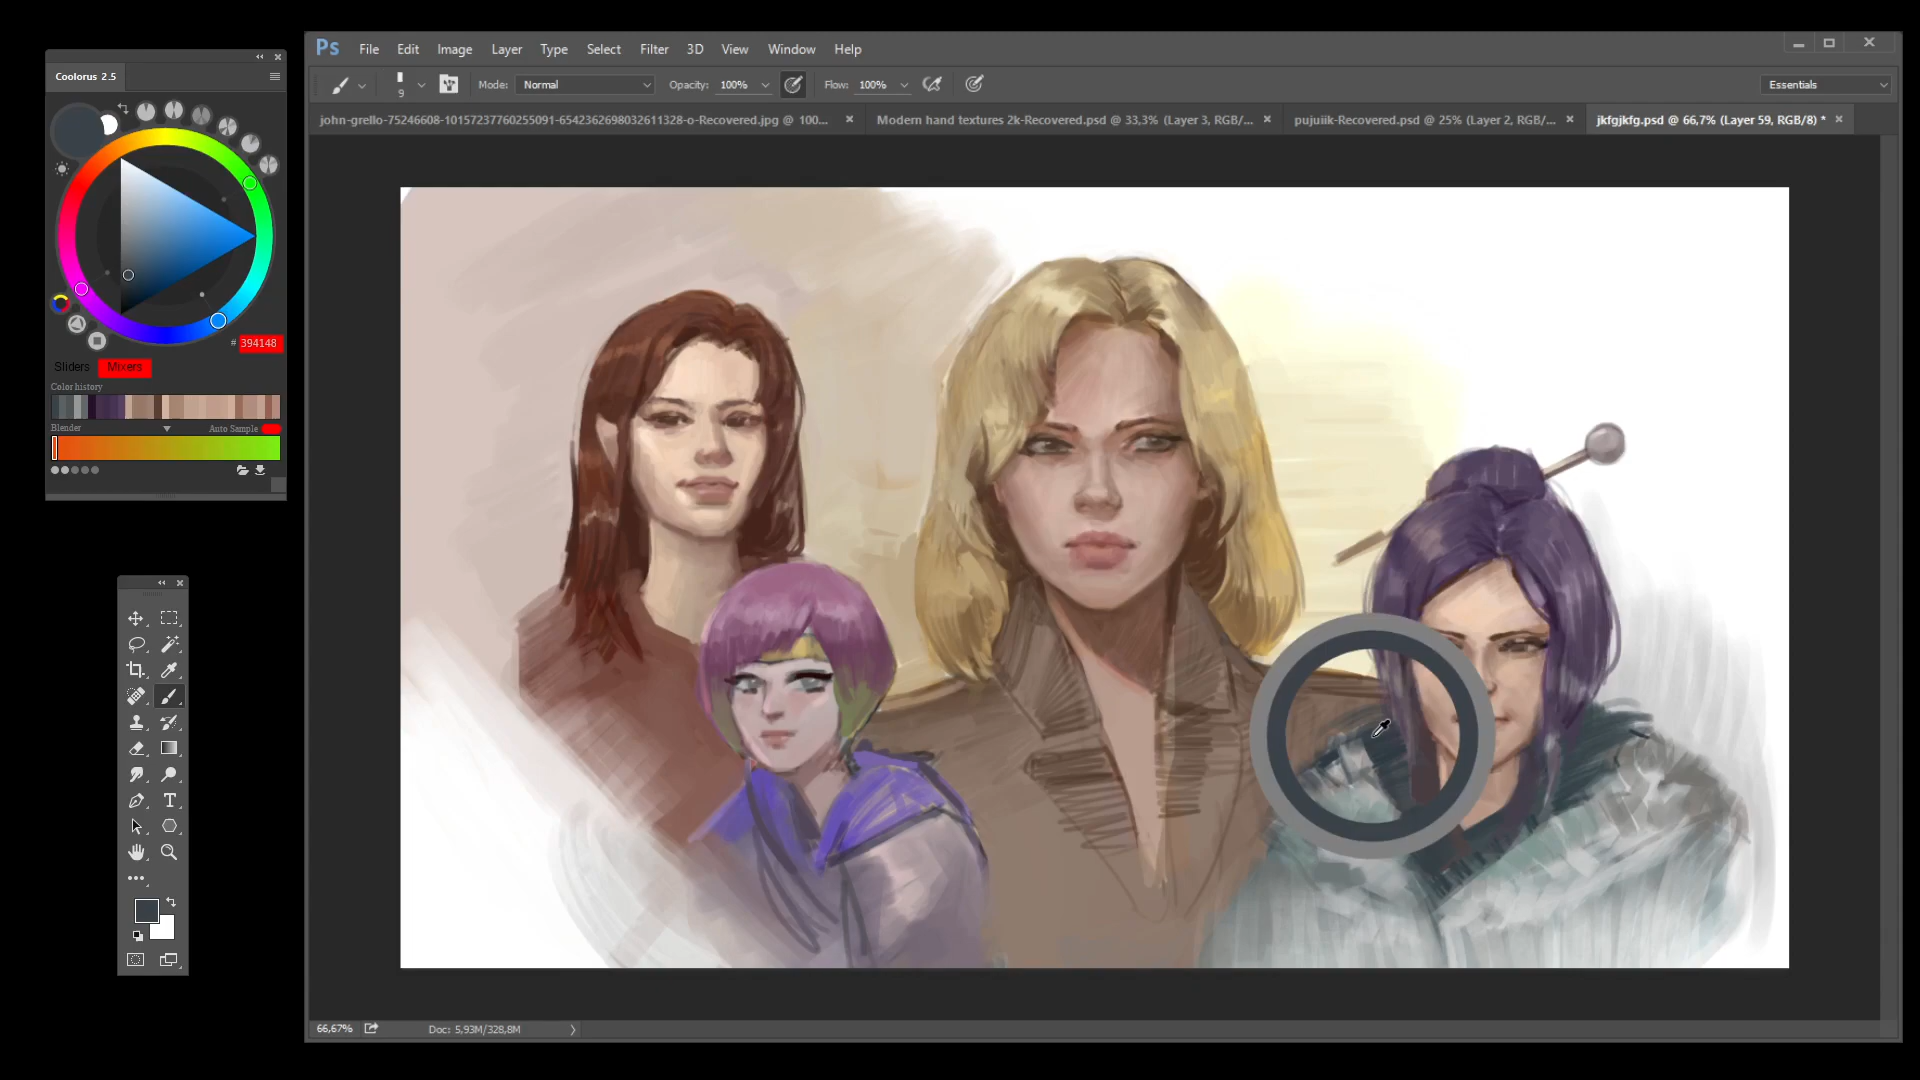 Coolorus 2.5
# 394148
Sliders Mixers
Color history
Blender Auto Sample
Ps File Edit Image Layer Type Select Filter 3D View Window Help
9 Mode: Normal Opacity: 100% Flow: 100% Essentials
john-grello-75246608-10157237760255091-6542362698032611328-o-Recovered.jpg @ 100...
Modern hand textures 2k-Recovered.psd @ 33,3% (Layer 3, RGB/...
pujuiik-Recovered.psd @ 25% (Layer 2, RGB/...
jkfgjkfg.psd @ 66,7% (Layer 59, RGB/8) *
T
66,67% Doc: 5,93M/328,8M